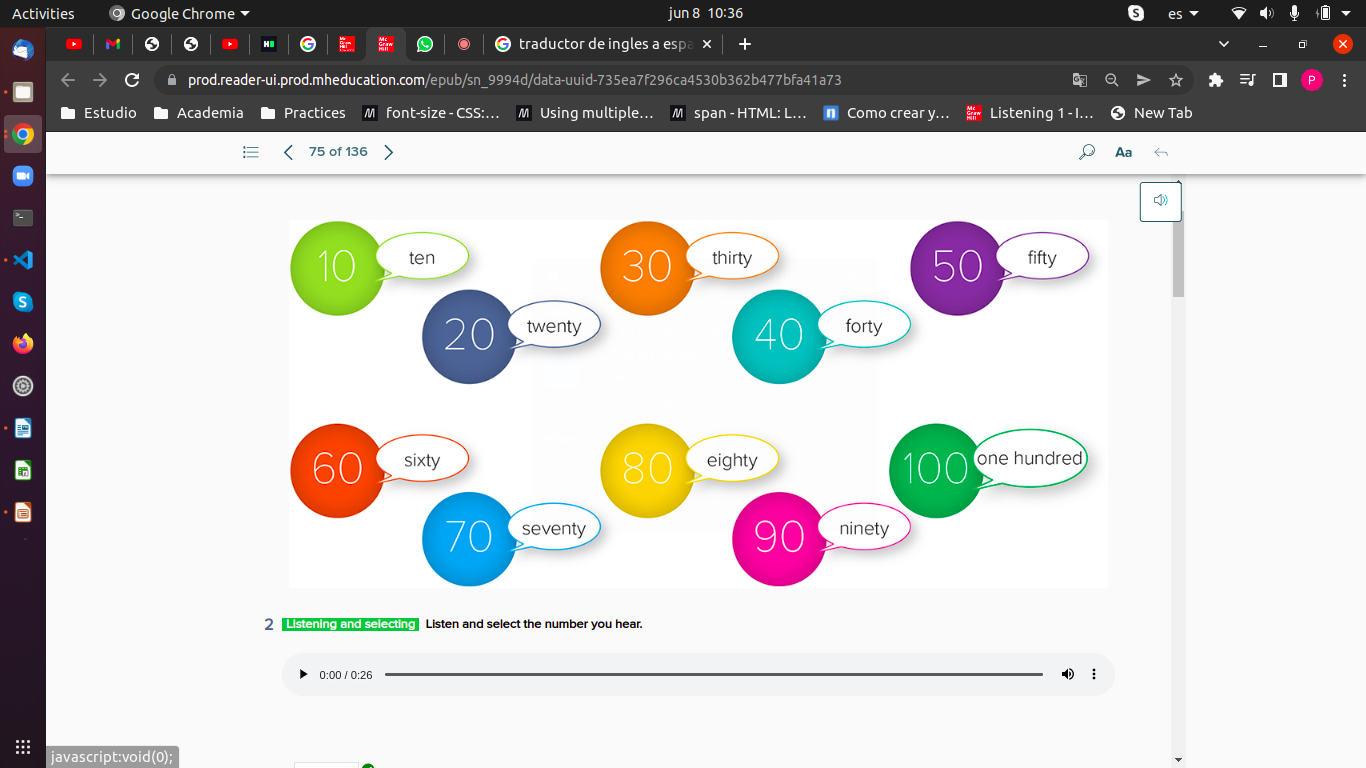 Activities
Google Chrome
jun 8 10:36
es
traductor de ingles a espa
prod.reader-ui.prod.mheducation.com/epub/sn_9994d/data-uuid-735ea7f296ca4530b362b477bfa41a73
P
Estudio
Academia
Practices
font-size - CSS:...
Using multiple...
span - HTML: L...
Como crear y...
Listening 1 - I...
New Tab
75 of 136
Aa
10 ten
30 thirty
50 fifty
20 twenty
40 forty
60 sixty
80 eighty
100 one hundred
70 seventy
90 ninety
2 Listening and selecting Listen and select the number you hear.
0:00 / 0:26
javascript:void(0);